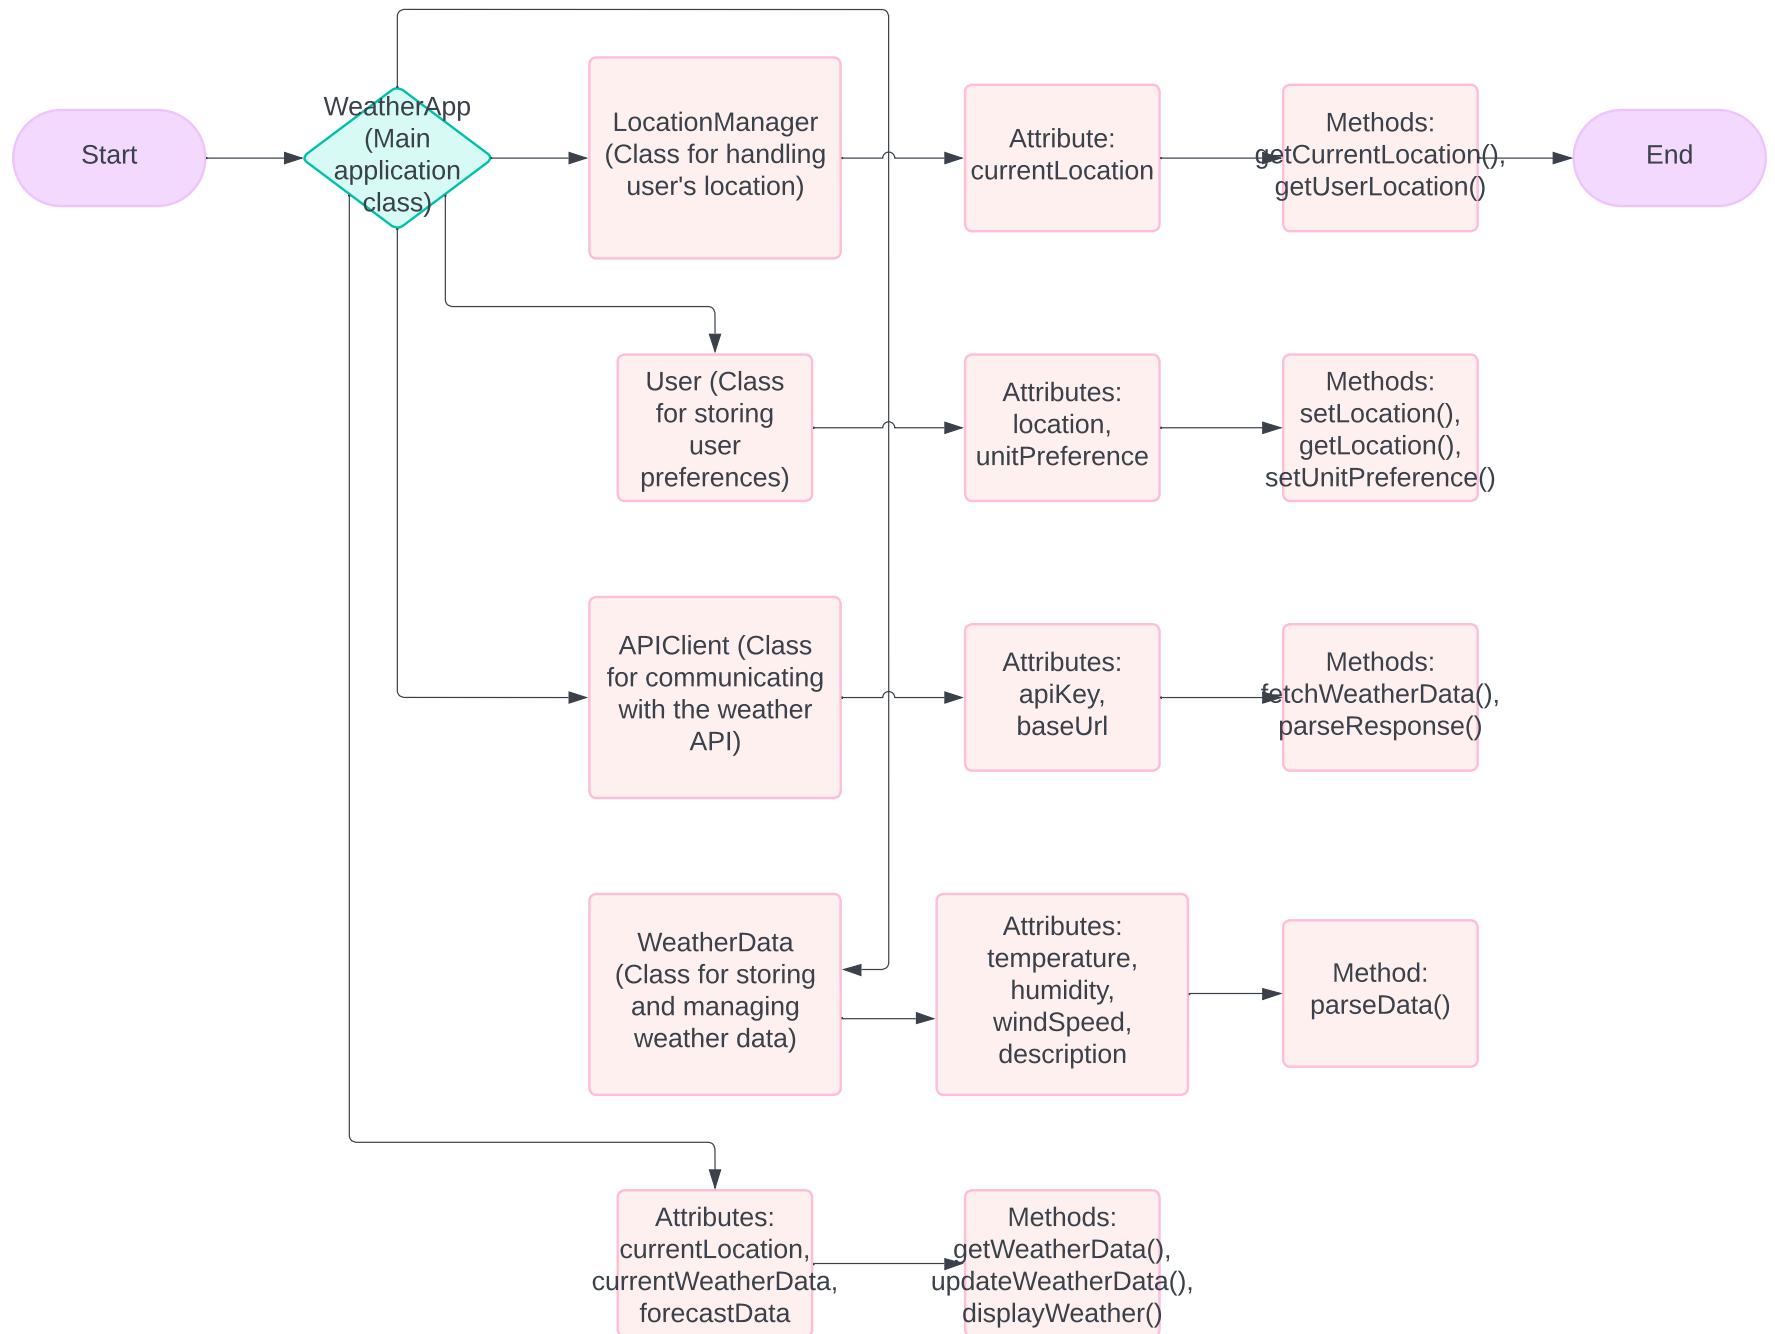 Start
WeatherApp
(Main
application
class)
LocationManager
(Class for handling
user's location)
Attribute:
currentLocation
Methods:
getCurrentLocation(),
getUserLocation()
End
User (Class
for storing
user
preferences)
Attributes:
location,
unitPreference
Methods:
setLocation(),
getLocation(),
setUnitPreference()
APIClient (Class
for communicating
with the weather
API)
Attributes:
apiKey,
baseUrl
Methods:
fetchWeatherData(),
parseResponse()
WeatherData
(Class for storing
and managing
weather data)
Attributes:
temperature,
humidity,
windSpeed,
description
Method:
parseData()
Attributes:
currentLocation,
currentWeatherData,
forecastData
Methods:
getWeatherData(),
updateWeatherData(),
displayWeather()